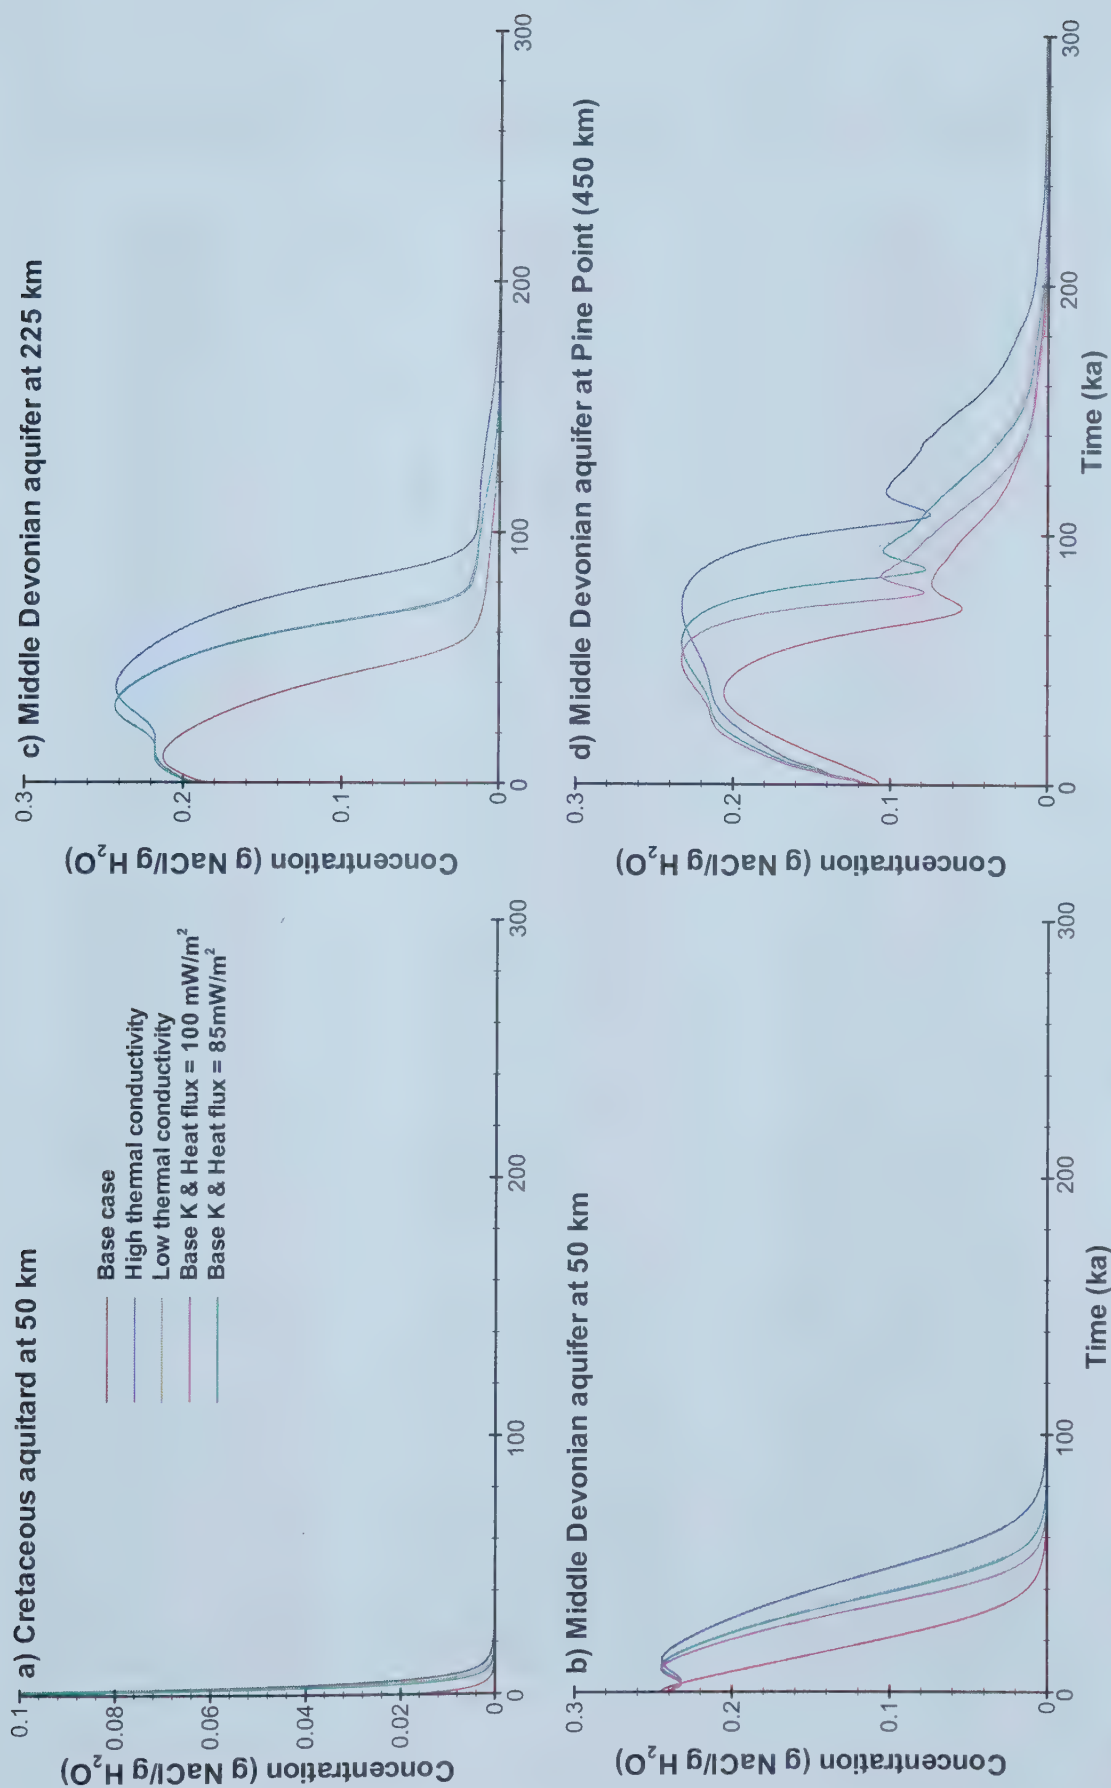 a) Cretaceous aquitard at 50 km
Concentration (g NaCl/g H₂O)
0.1
0.08
0.06
0.04
0.02
0
0
100
200
300
Base case
High thermal conductivity
Low thermal conductivity
Base K & Heat flux = 100 mW/m²
Base K & Heat flux = 85mW/m²
c) Middle Devonian aquifer at 225 km
Concentration (g NaCl/g H₂O)
0.3
0.2
0.1
0
0
100
200
300
b) Middle Devonian aquifer at 50 km
Concentration (g NaCl/g H₂O)
0.3
0.2
0.1
0
0
100
200
300
Time (ka)
d) Middle Devonian aquifer at Pine Point (450 km)
Concentration (g NaCl/g H₂O)
0.3
0.2
0.1
0
0
100
200
300
Time (ka)